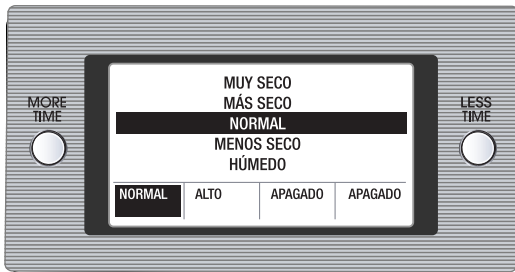 MORE
TIME
MUY SECO
MÁS SECO
NORMAL
MENOS SECO
HÚMEDO
NORMAL ALTO APAGADO APAGADO
LESS
TIME